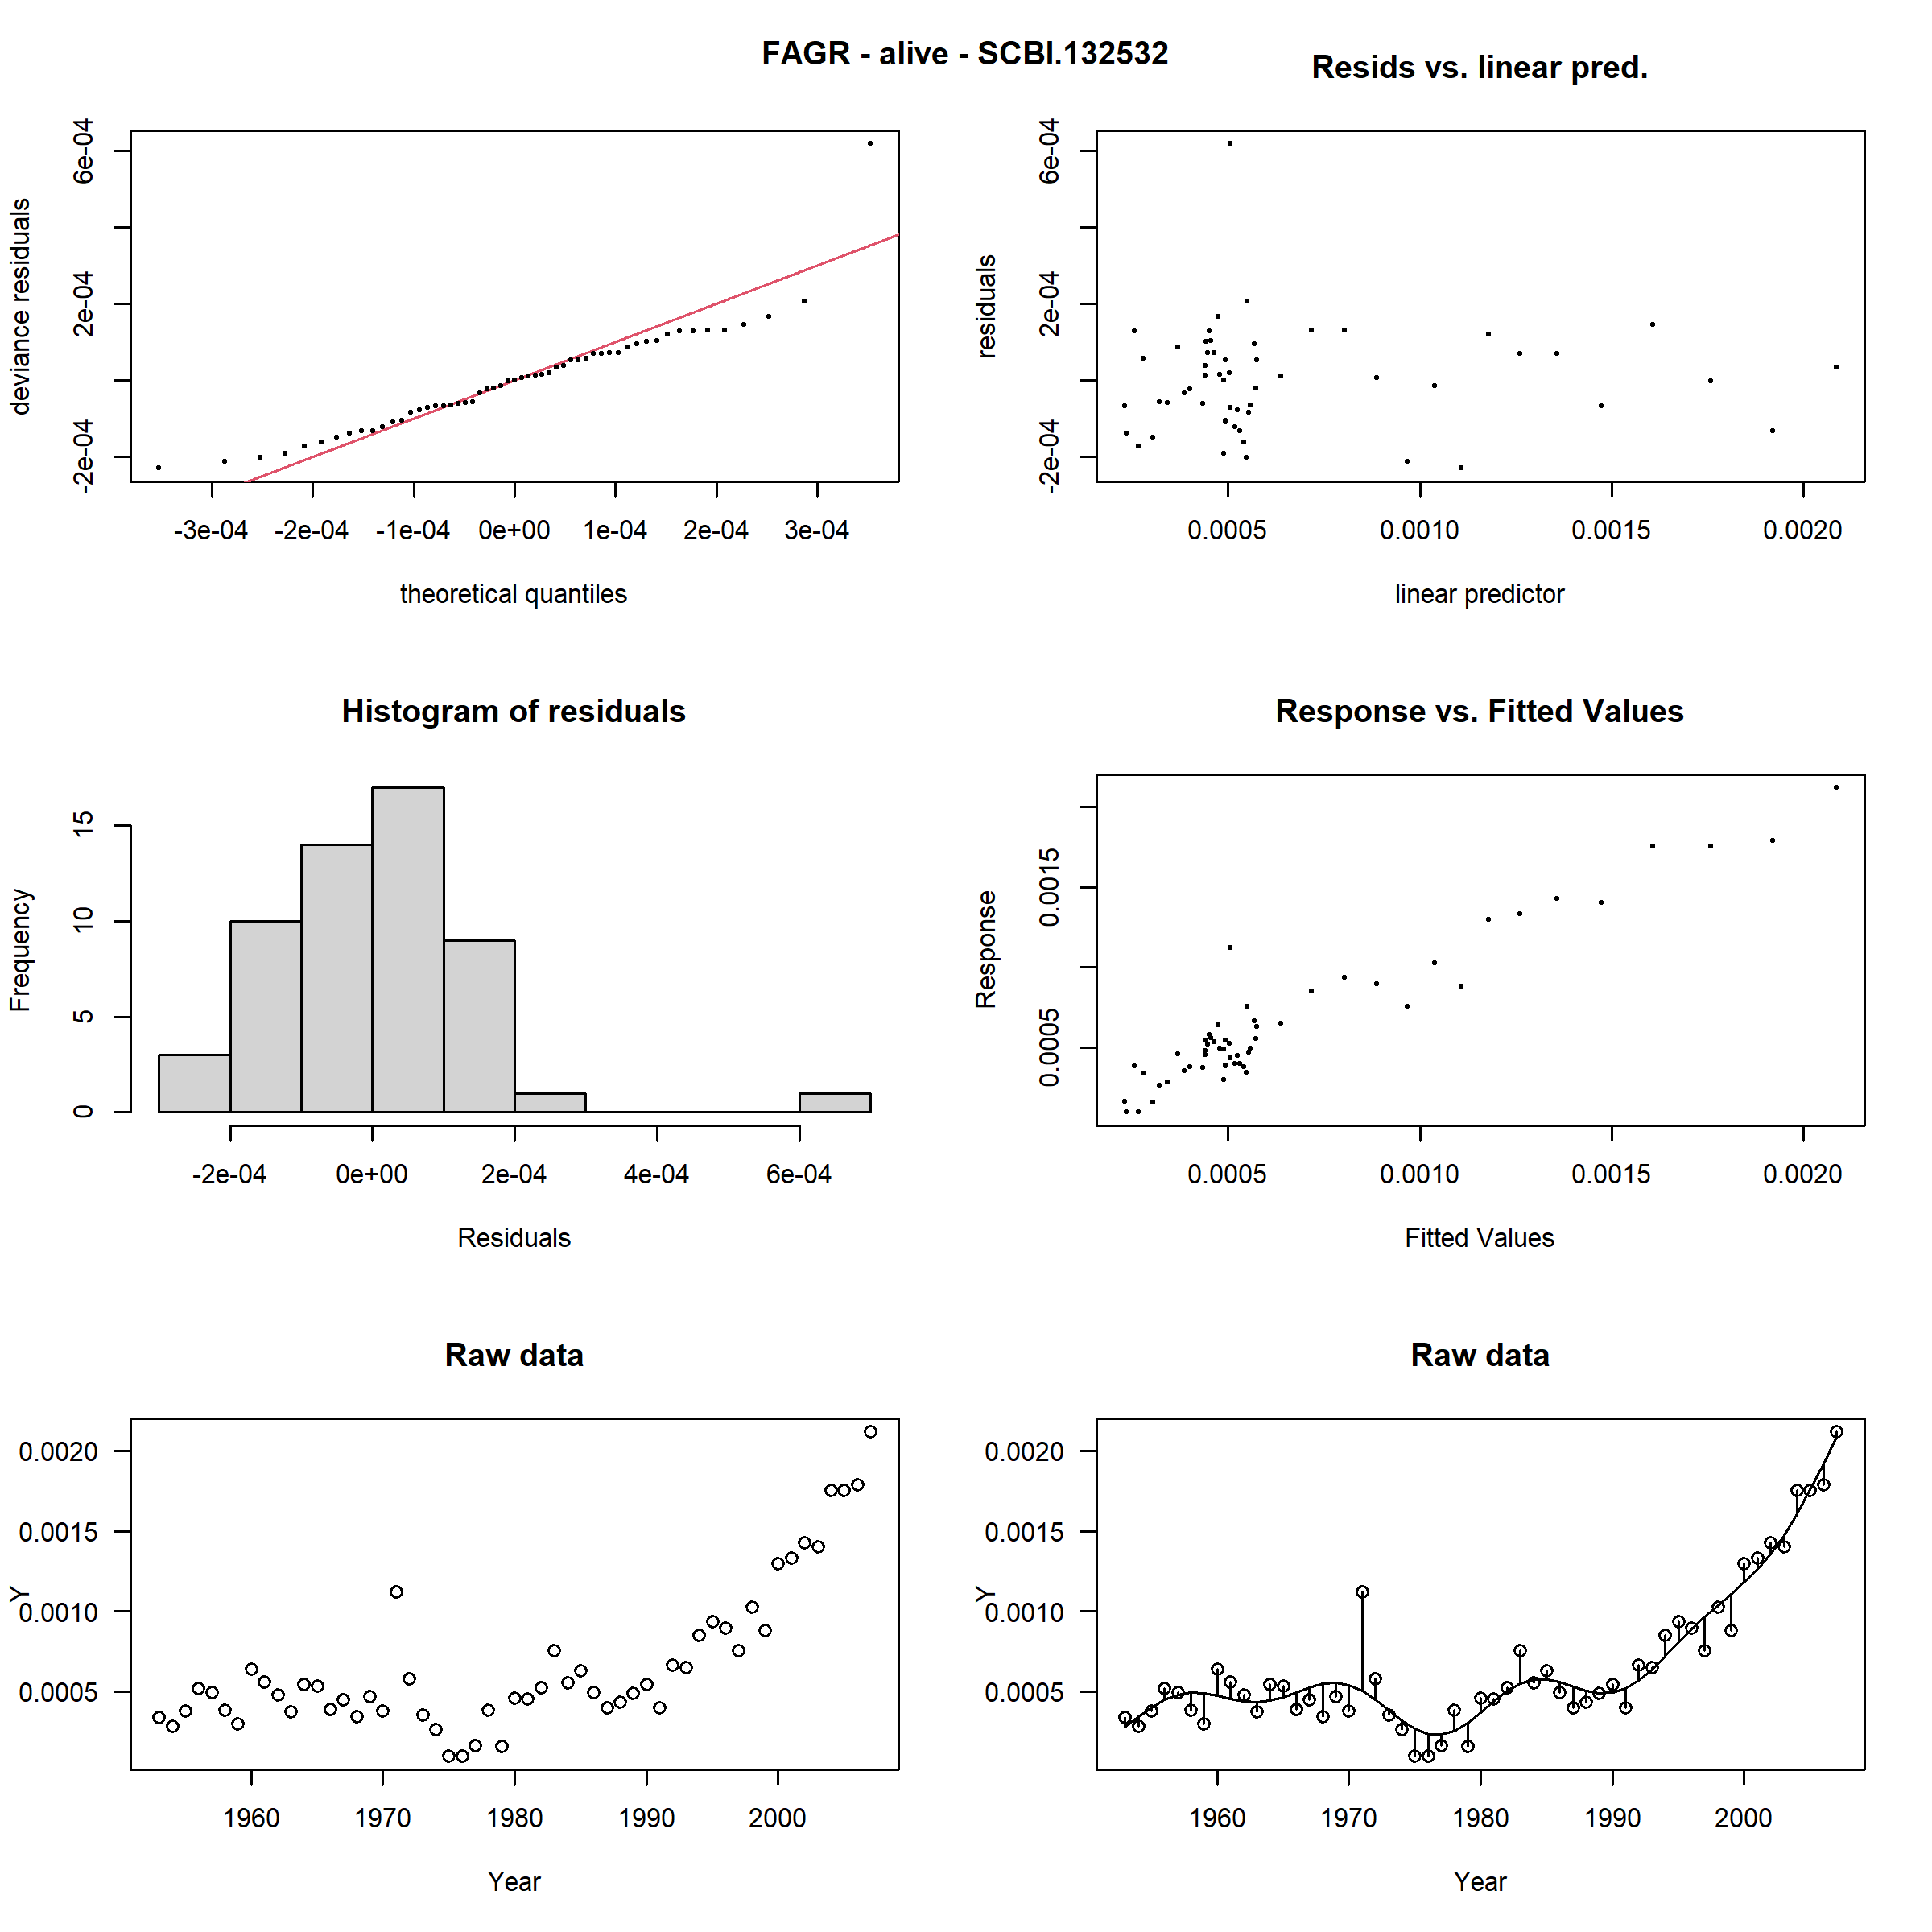 FAGR - alive - SCBI.132532
deviance residuals
-2e-04 2e-04 6e-04
-3e-04 -2e-04 -1e-04 0e+00 1e-04 2e-04 3e-04
theoretical quantiles
Resids vs. linear pred.
residuals
-2e-04 2e-04 6e-04
0.0005 0.0010 0.0015 0.0020
linear predictor
Histogram of residuals
Frequency
0 5 10 15
-2e-04 0e+00 2e-04 4e-04 6e-04
Residuals
Response vs. Fitted Values
Response
0.0005 0.0015
0.0005 0.0010 0.0015 0.0020
Fitted Values
Raw data
Y
0.0020
0.0015
0.0010
0.0005
1960 1970 1980 1990 2000
Year
Raw data
Y
0.0020
0.0015
0.0010
0.0005
1960 1970 1980 1990 2000
Year